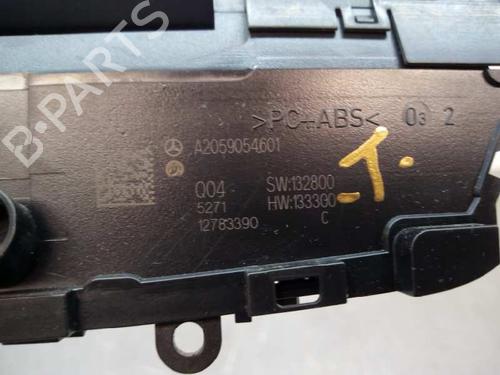 B-PARTS
>PC-ABS< 03 2
A2059054601
Q04 SW:132800
5271 HW:133300
12783390 C
1.